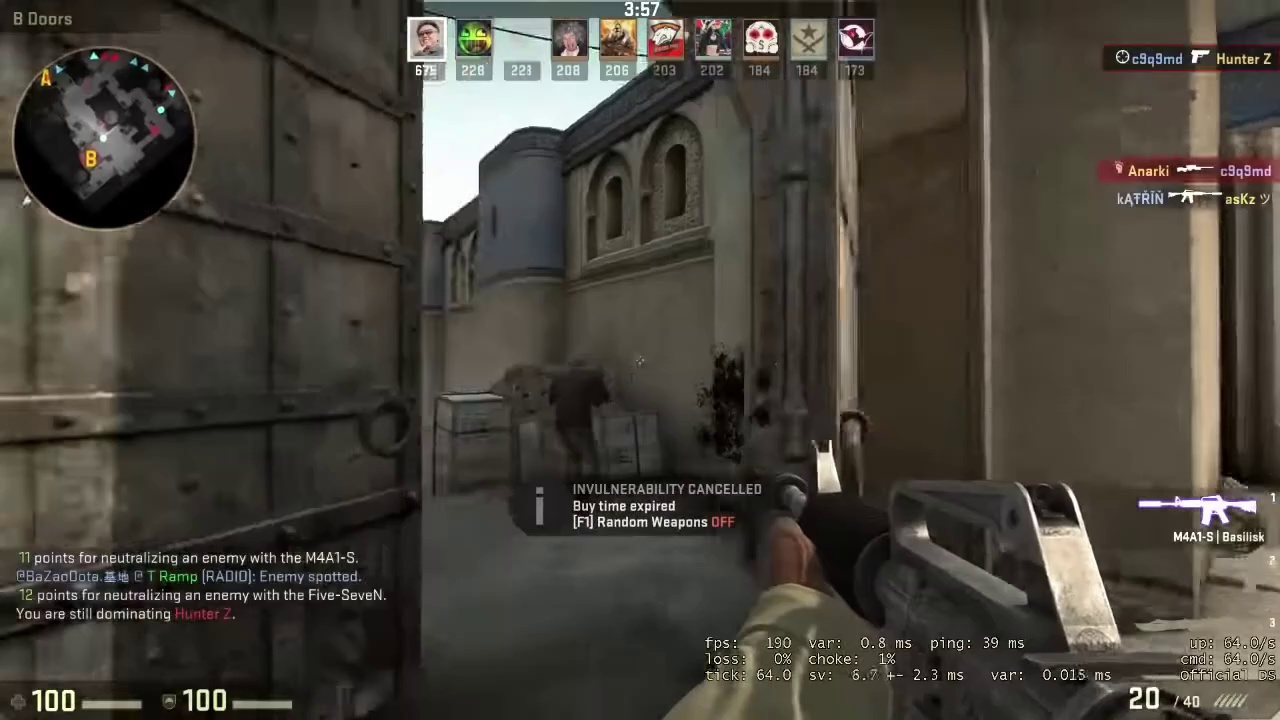 B Doors
3:57
675 228 223 208 206 203 202 184 184 173
A
B
c9q9md Hunter Z
Anarki c9q9md
kĄŦŘĪŇ asKz ツ
INVULNERABILITY CANCELLED
Buy time expired
[F1] Random Weapons OFF
1
M4A1-S | Basilisk
2
3
11 points for neutralizing an enemy with the M4A1-S.
@BaZaoDota.基地 @ T Ramp [RADIO]: Enemy spotted.
12 points for neutralizing an enemy with the Five-SeveN.
You are still dominating Hunter Z.
fps: 190 var: 0.8 ms ping: 39 ms
loss: 0% choke: 1%
tick: 64.0 sv: 6.7 +- 2.3 ms var: 0.015 ms
up: 64.0/s
cmd: 64.0/s
Official DS
100 100
20 / 40